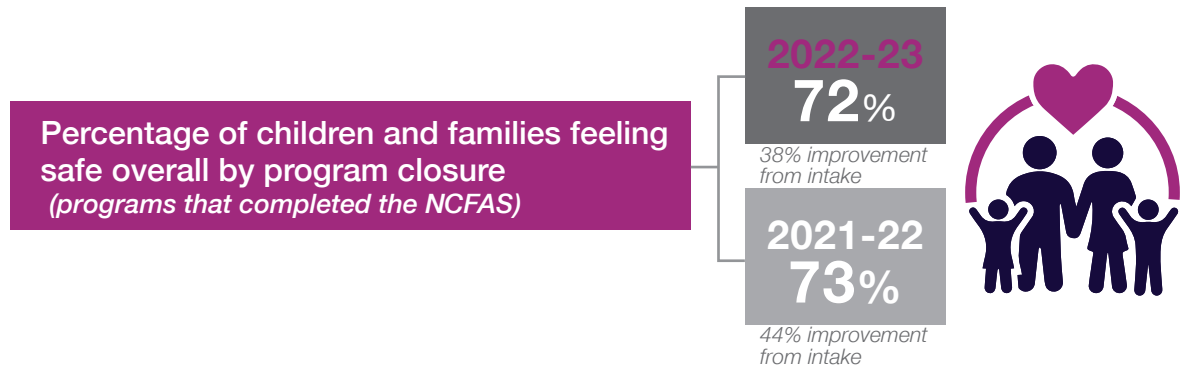 Percentage of children and families feeling
safe overall by program closure
(programs that completed the NCFAS)
2022-23
72%
38% improvement
from intake
2021-22
73%
44% improvement
from intake